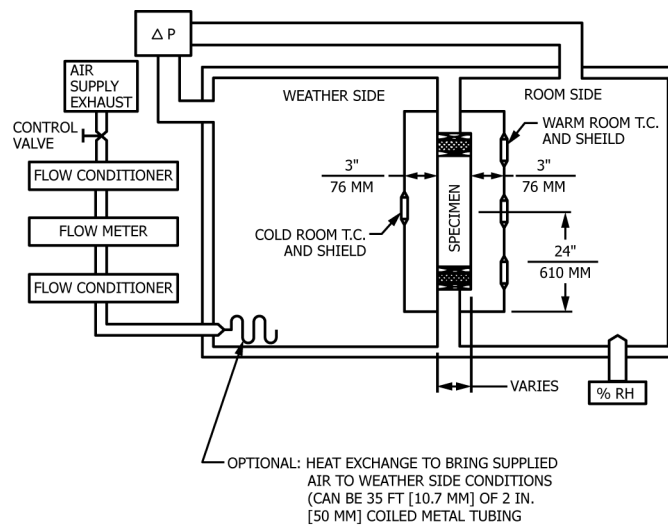 Δ P
AIR
SUPPLY
EXHAUST
WEATHER SIDE
ROOM SIDE
CONTROL
VALVE
WARM ROOM T.C.
AND SHEILD
FLOW CONDITIONER
3"
76 MM
3"
76 MM
FLOW METER
SPECIMEN
COLD ROOM T.C.
AND SHIELD
24"
610 MM
FLOW CONDITIONER
VARIES
% RH
OPTIONAL: HEAT EXCHANGE TO BRING SUPPLIED
AIR TO WEATHER SIDE CONDITIONS
(CAN BE 35 FT [10.7 MM] OF 2 IN.
[50 MM] COILED METAL TUBING